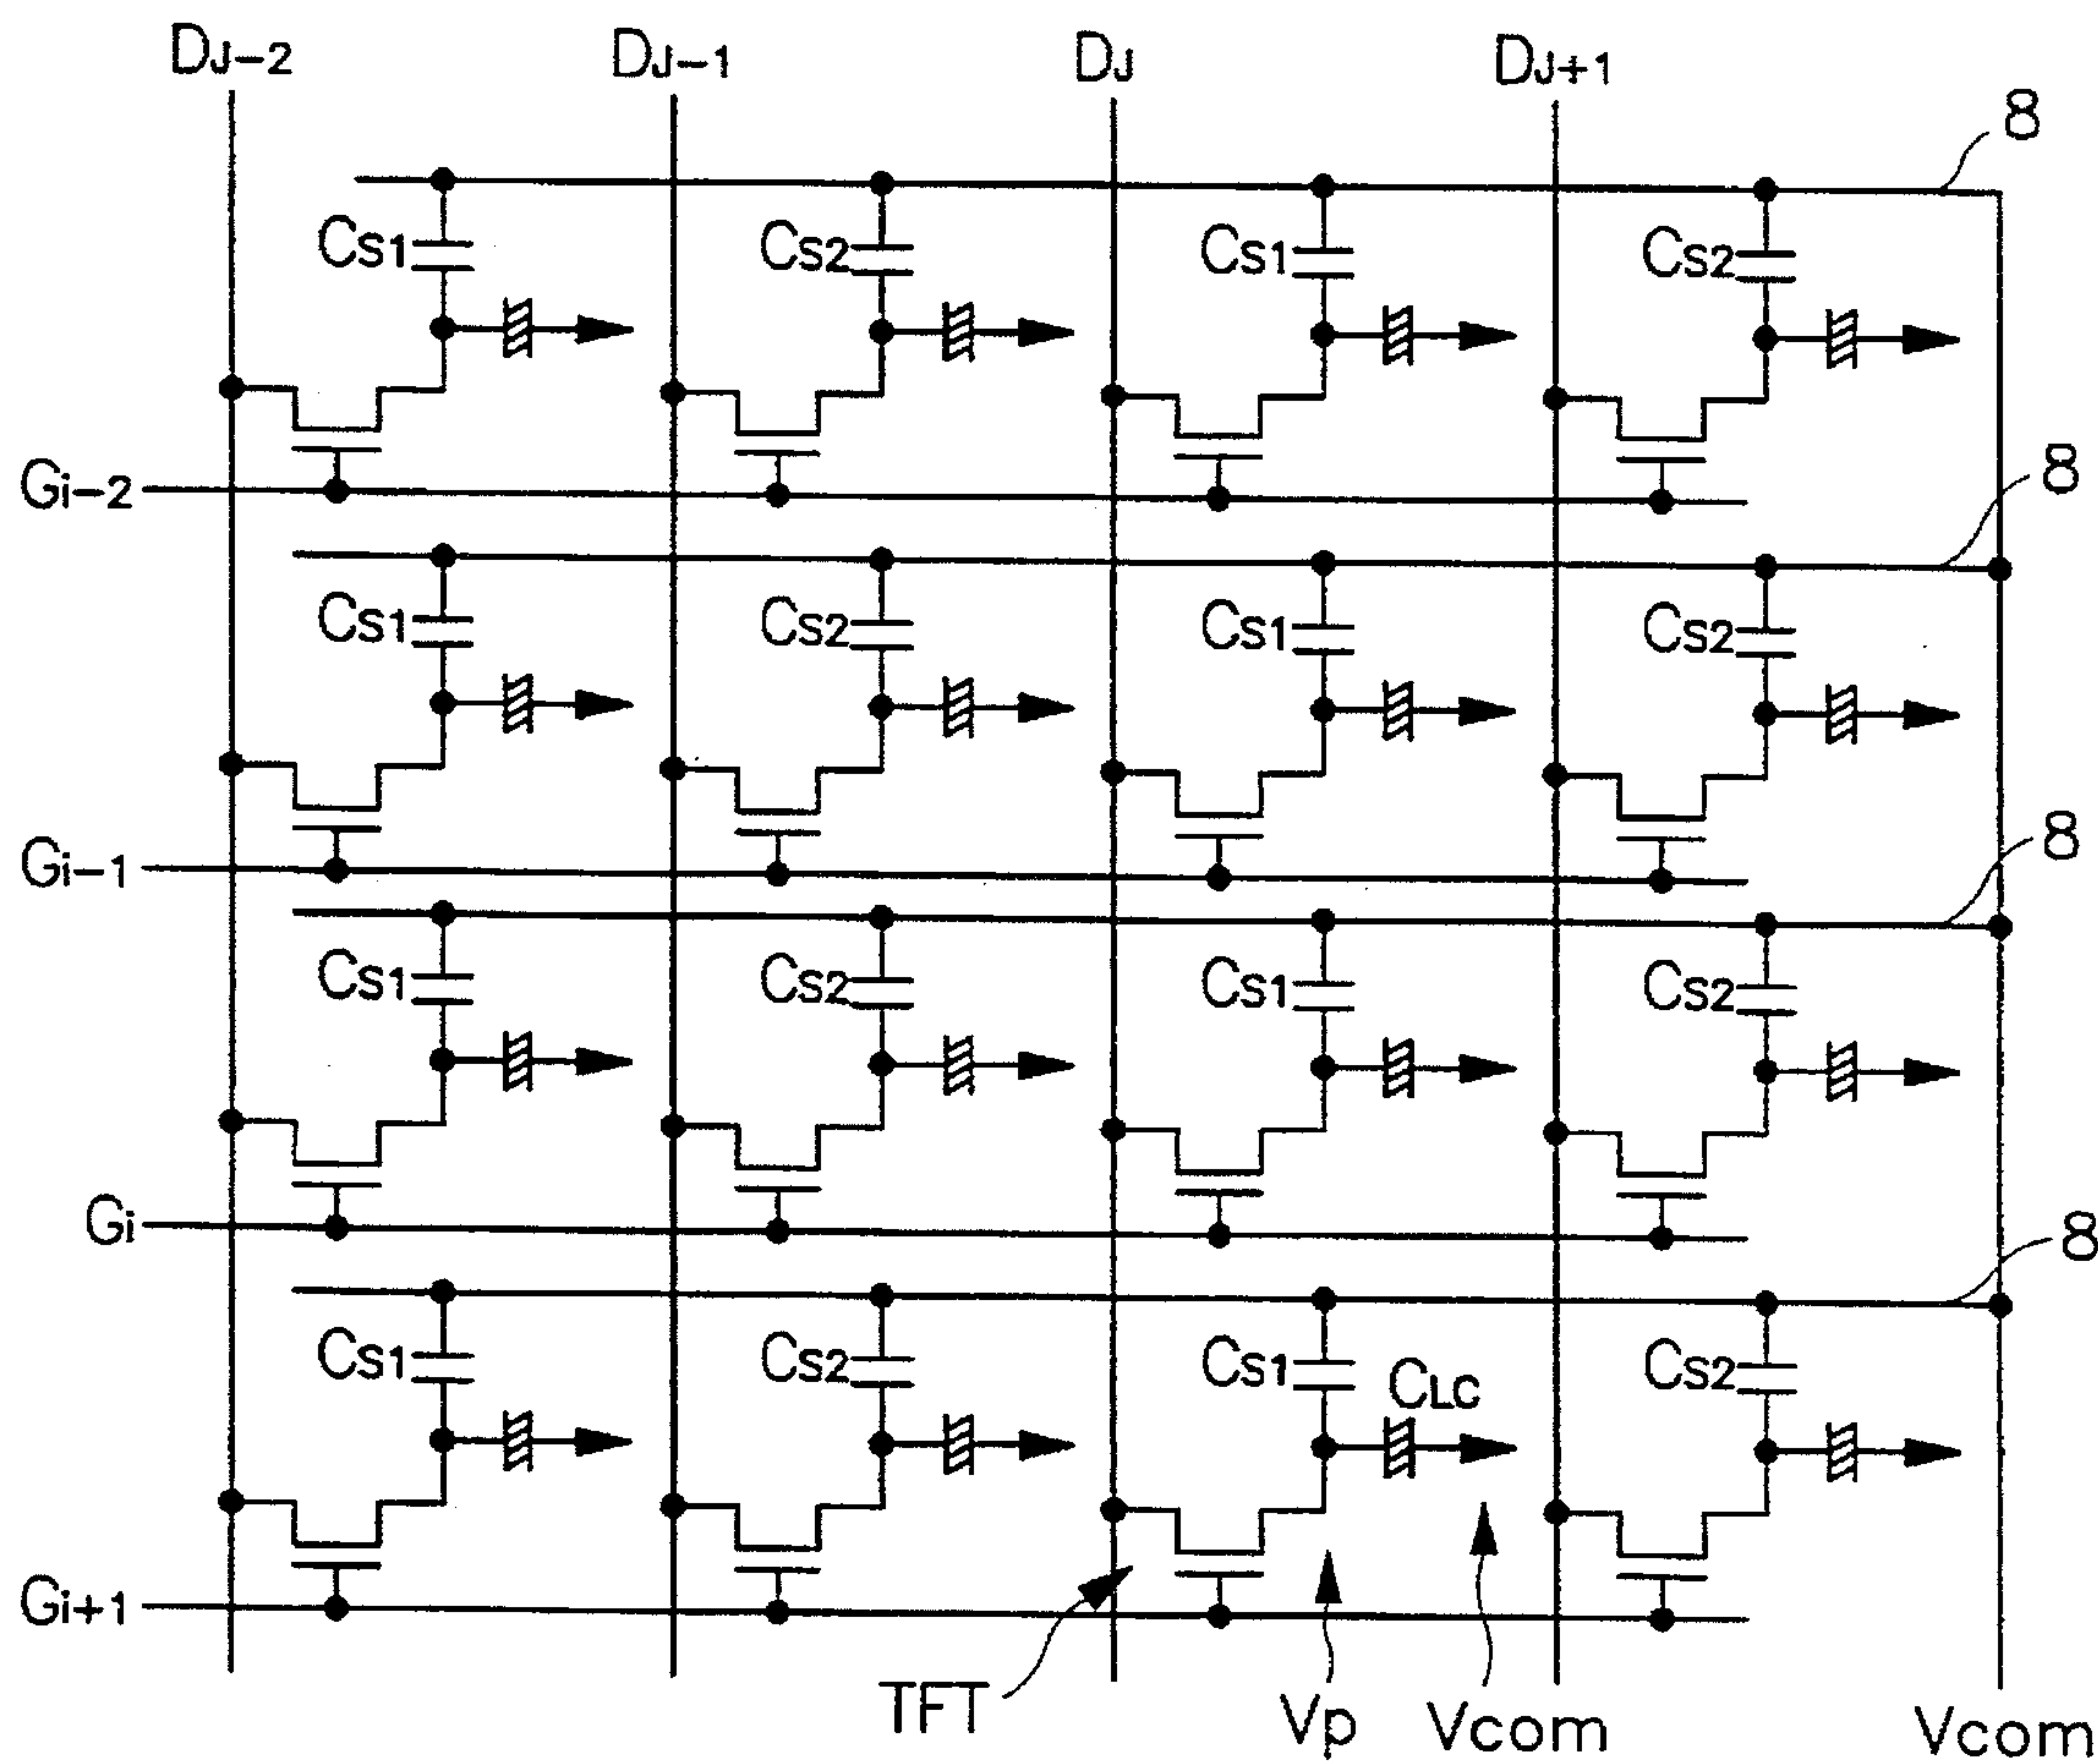 DJ-2 DJ-1 DJ DJ+1
8
CS1 CS2 CS1 CS2
Gi-2
8
CS1 CS2 CS1 CS2
Gi-1
8
CS1 CS2 CS1 CS2
Gi
8
CS1 CS2 CS1 CLC CS2
Gi+1
TFT Vp Vcom Vcom